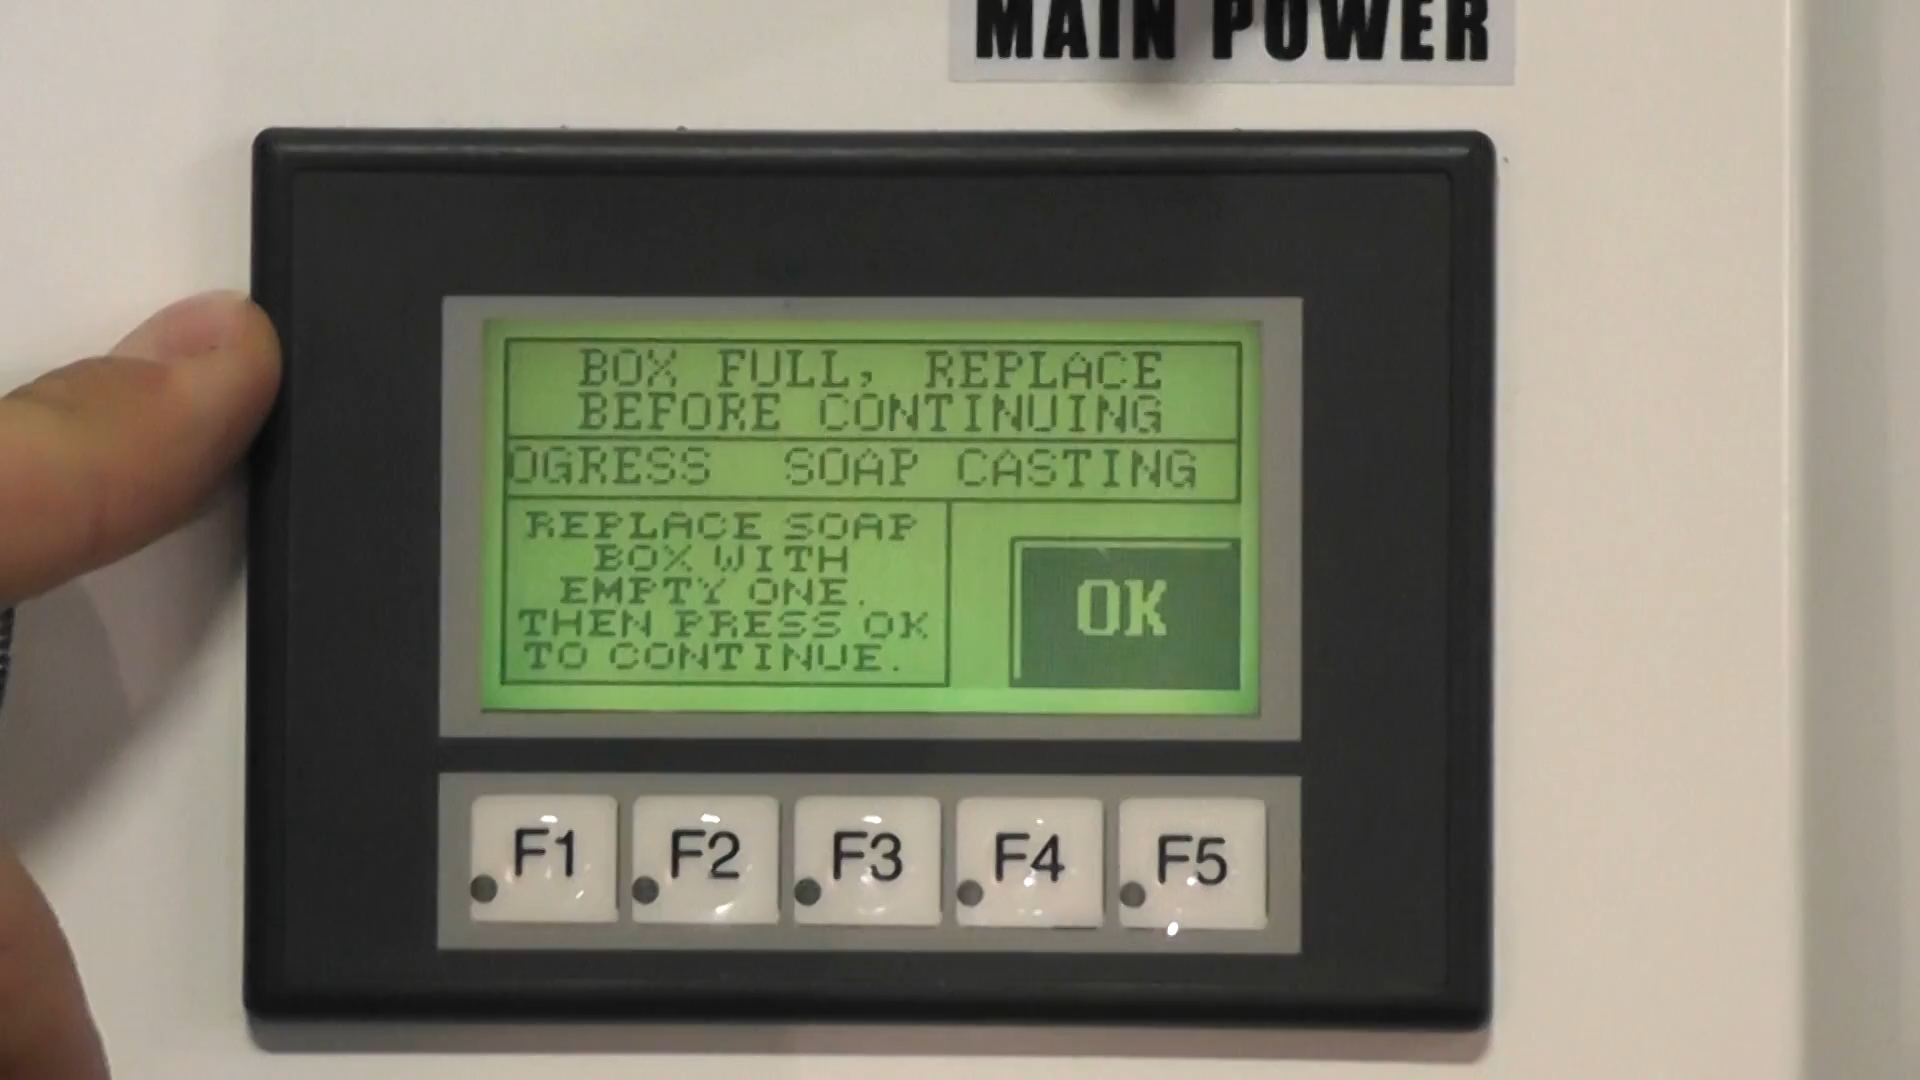 MAIN POWER
BOX FULL, REPLACE
BEFORE CONTINUING
OGRESS SOAP CASTING
REPLACE SOAP
BOX WITH
EMPTY ONE.
THEN PRESS OK
TO CONTINUE.
OK
F1 F2 F3 F4 F5